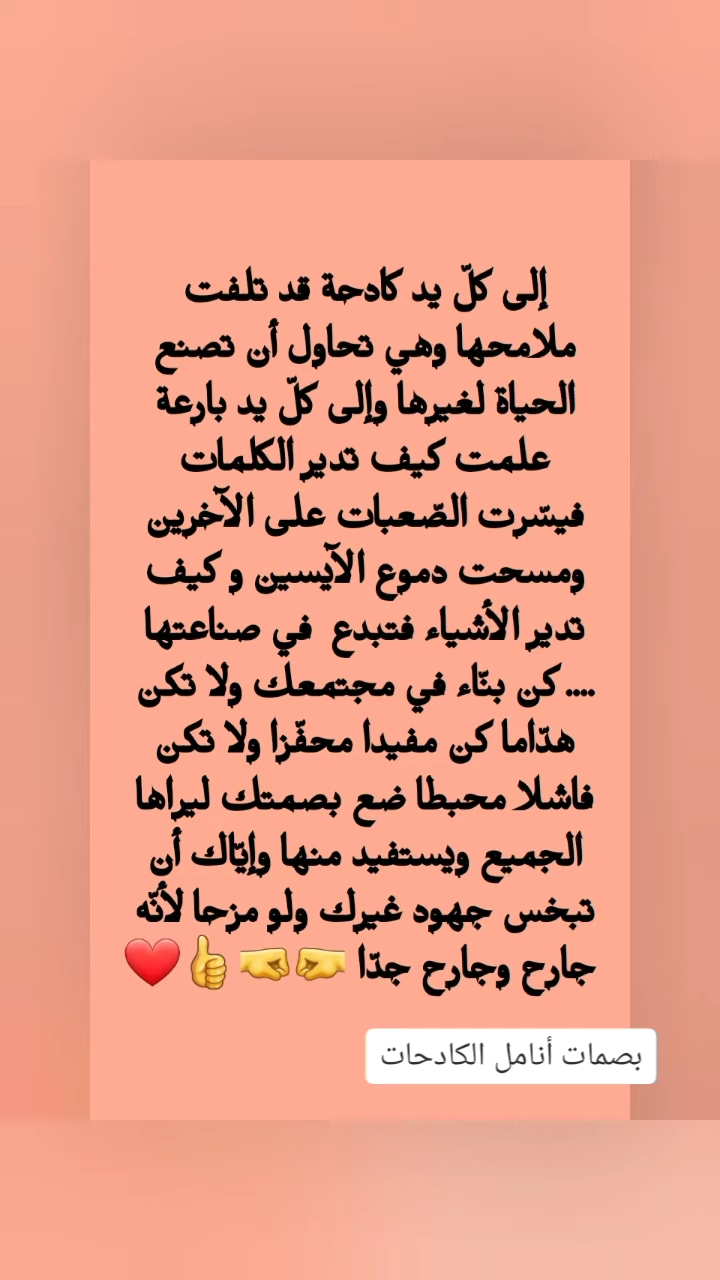 إلى كلّ يد كادحة قد تلفت
ملامحها وهي تحاول أن تصنع
الحياة لغيرها وإلى كلّ يد بارعة
علمت كيف تدير الكلمات
فيسّرت الصّعبات على الآخرين
ومسحت دموع الآيسين و كيف
تدير الأشياء فتبدع  في صناعتها
.... كن بنّاء في مجتمعك ولا تكن
هدّاما كن مفيدا محفّزا ولا تكن
فاشلا محبطا ضع بصمتك ليراها
الجميع ويستفيد منها وإيّاك أن
تبخس جهود غيرك ولو مزحا لأنّه
جارح وجارح جدّا 🤜🤛👍❤️
بصمات أنامل الكادحات